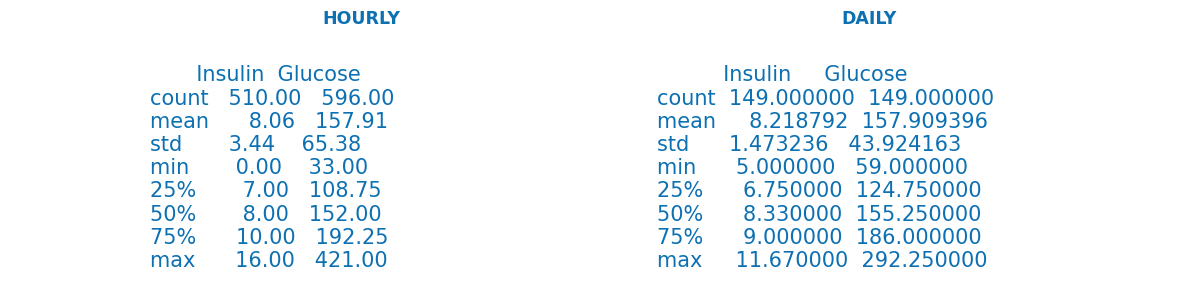 HOURLY
Insulin Glucose
count 510.00 596.00
mean 8.06 157.91
std 3.44 65.38
min 0.00 33.00
25% 7.00 108.75
50% 8.00 152.00
75% 10.00 192.25
max 16.00 421.00
DAILY
Insulin Glucose
count 149.000000 149.000000
mean 8.218792 157.909396
std 1.473236 43.924163
min 5.000000 59.000000
25% 6.750000 124.750000
50% 8.330000 155.250000
75% 9.000000 186.000000
max 11.670000 292.250000